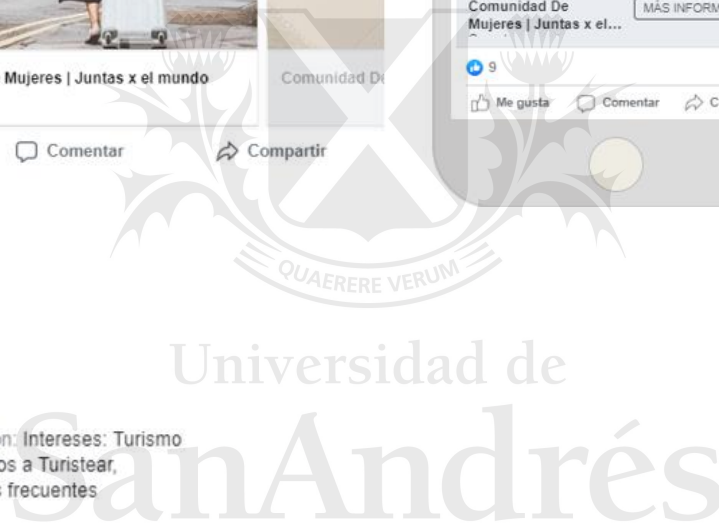 Mujeres | Juntas x el mundo
Comunidad De
Comentar
Compartir
Comunidad De
Mujeres | Juntas x el...
MÁS INFORM
9
Me gusta
Comentar
C
QUAERERE VERUM
Universidad de
SanAndrés
n: Intereses: Turismo
os a Turistear,
frecuentes